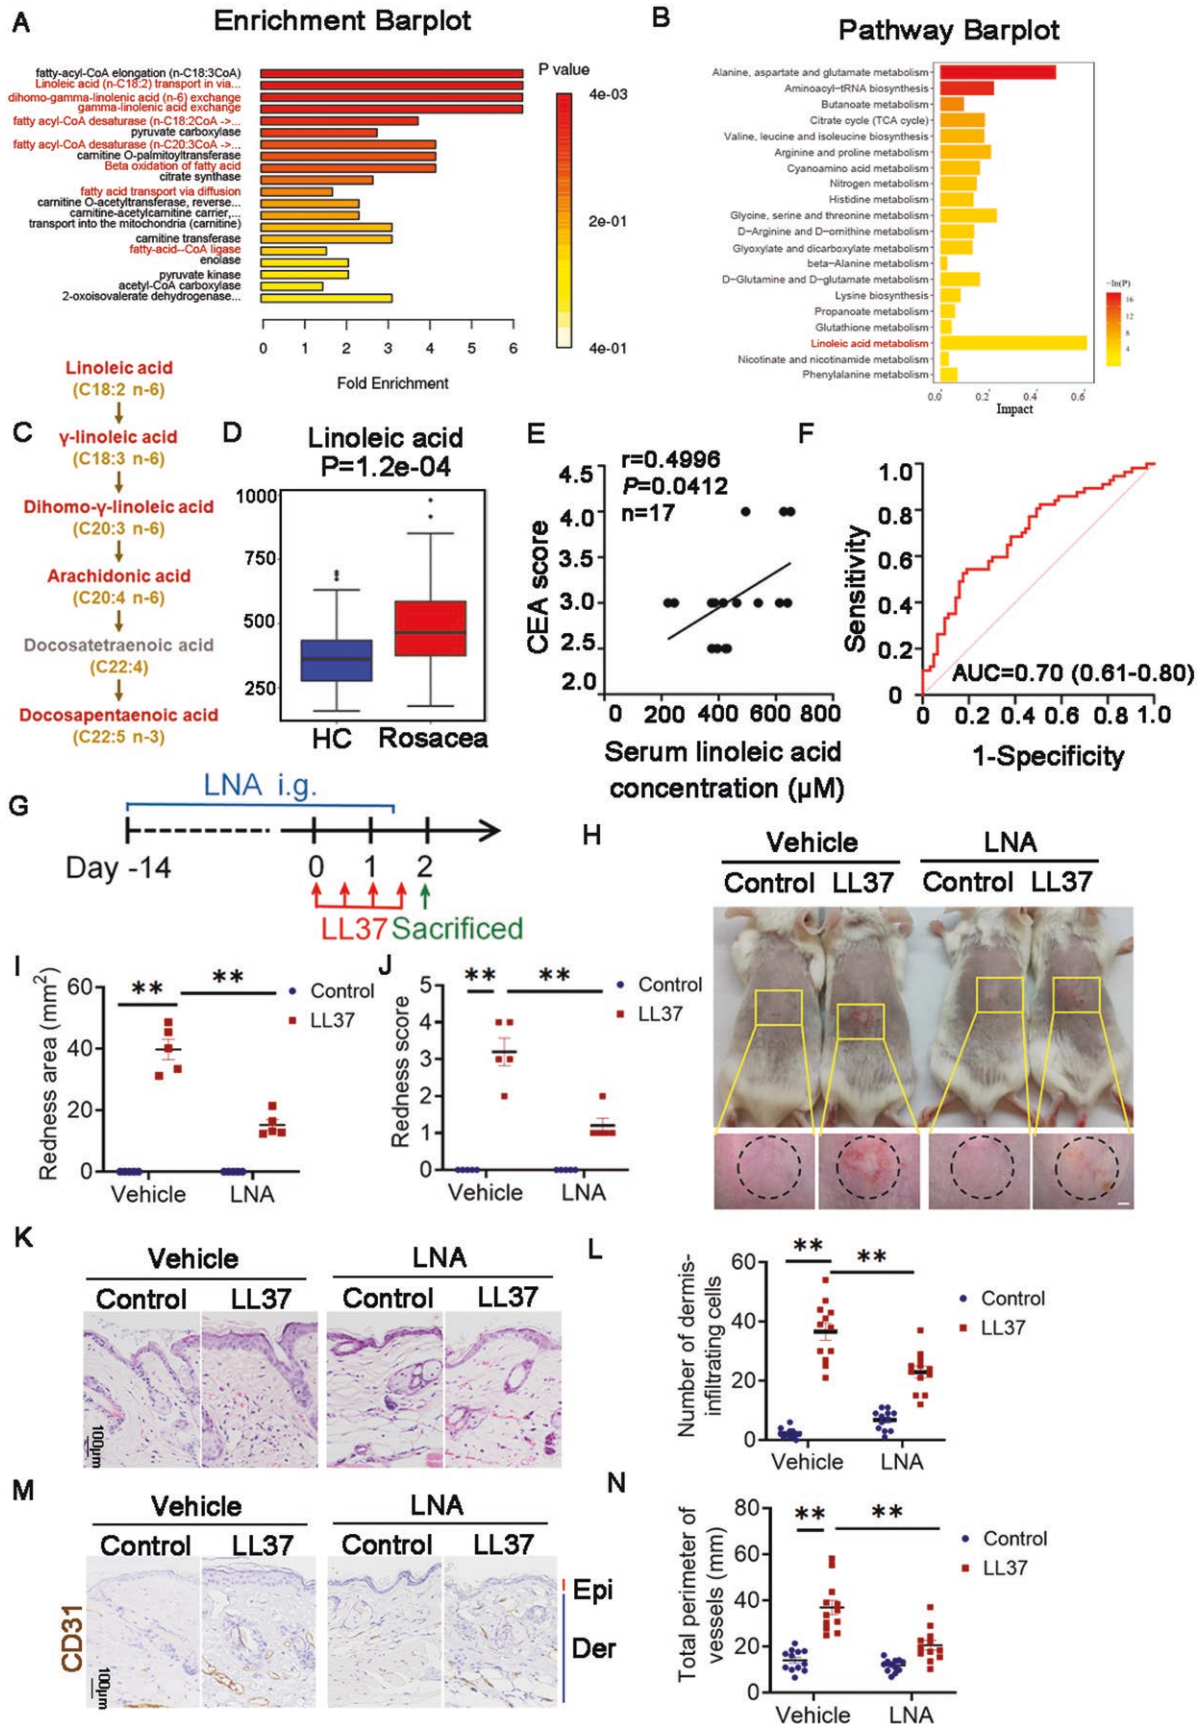 A
Enrichment Barplot
fatty-acyl-CoA elongation (n-C18:3CoA)
Linoleic acid (n-C18:2) transport in via...
dihomo-gamma-linolenic acid (n-6) exchange
gamma-linolenic acid exchange
fatty acyl-CoA desaturase (n-C18:2CoA ->...
pyruvate carboxylase
fatty acyl-CoA desaturase (n-C20:3CoA ->...
carnitine O-palmitoyltransferase
Beta oxidation of fatty acid
citrate synthase
fatty acid transport via diffusion
carnitine O-acetyltransferase, reverse...
carnitine-acetylcarnitine carrier,...
transport into the mitochondria (carnitine)
carnitine transferase
fatty-acid--CoA ligase
enolase
pyruvate kinase
acetyl-CoA carboxylase
2-oxoisovalerate dehydrogenase...
0 1 2 3 4 5 6
Fold Enrichment
P value
4e-03
2e-01
4e-01
B
Pathway Barplot
Alanine, aspartate and glutamate metabolism
Aminoacyl-tRNA biosynthesis
Butanoate metabolism
Citrate cycle (TCA cycle)
Valine, leucine and isoleucine biosynthesis
Arginine and proline metabolism
Cyanoamino acid metabolism
Nitrogen metabolism
Histidine metabolism
Glycine, serine and threonine metabolism
D-Arginine and D-ornithine metabolism
Glyoxylate and dicarboxylate metabolism
beta-Alanine metabolism
D-Glutamine and D-glutamate metabolism
Lysine biosynthesis
Propanoate metabolism
Glutathione metabolism
Linoleic acid metabolism
Nicotinate and nicotinamide metabolism
Phenylalanine metabolism
0.0 0.2 0.4 0.6
Impact
-ln(P)
16
12
8
4
C
Linoleic acid
(C18:2 n-6)
γ-linoleic acid
(C18:3 n-6)
Dihomo-γ-linoleic acid
(C20:3 n-6)
Arachidonic acid
(C20:4 n-6)
Docosatetraenoic acid
(C22:4)
Docosapentaenoic acid
(C22:5 n-3)
D
Linoleic acid
P=1.2e-04
1000
750
500
250
HC Rosacea
E
r=0.4996
P=0.0412
n=17
CEA score
4.5
4.0
3.5
3.0
2.5
2.0
0 200 400 600 800
Serum linoleic acid
concentration (μM)
F
Sensitivity
1.0
0.8
0.6
0.4
0.2
0
AUC=0.70 (0.61-0.80)
0 0.2 0.4 0.6 0.8 1.0
1-Specificity
G
LNA i.g.
Day -14 0 1 2
LL37 Sacrificed
H
Vehicle LNA
Control LL37 Control LL37
I
Redness area (mm²)
60
40
20
0
Vehicle LNA
** **
Control
LL37
J
Redness score
5
4
3
2
1
0
Vehicle LNA
** **
Control
LL37
K
Vehicle LNA
Control LL37 Control LL37
100μm
L
Number of dermis-
infiltrating cells
60
40
20
0
Vehicle LNA
** **
Control
LL37
M
Vehicle LNA
Control LL37 Control LL37
CD31
100μm
Epi
Der
N
Total perimeter of
vessels (mm)
80
60
40
20
0
Vehicle LNA
** **
Control
LL37